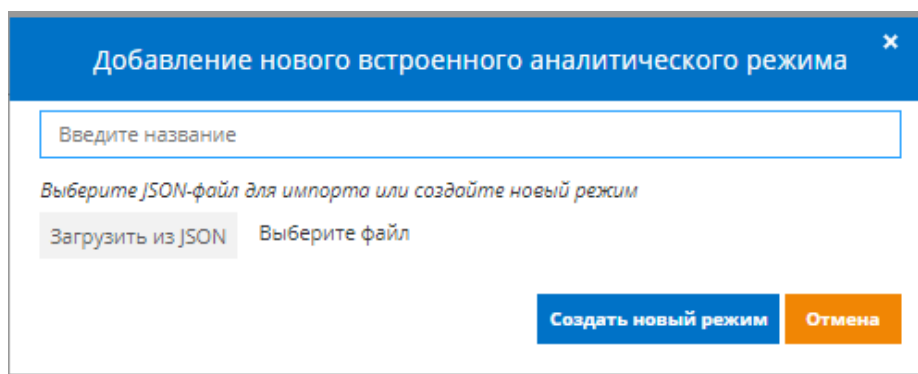 Добавление нового встроенного аналитического режима
×
Введите название
Выберите JSON-файл для импорта или создайте новый режим
Загрузить из JSON Выберите файл
Создать новый режим Отмена